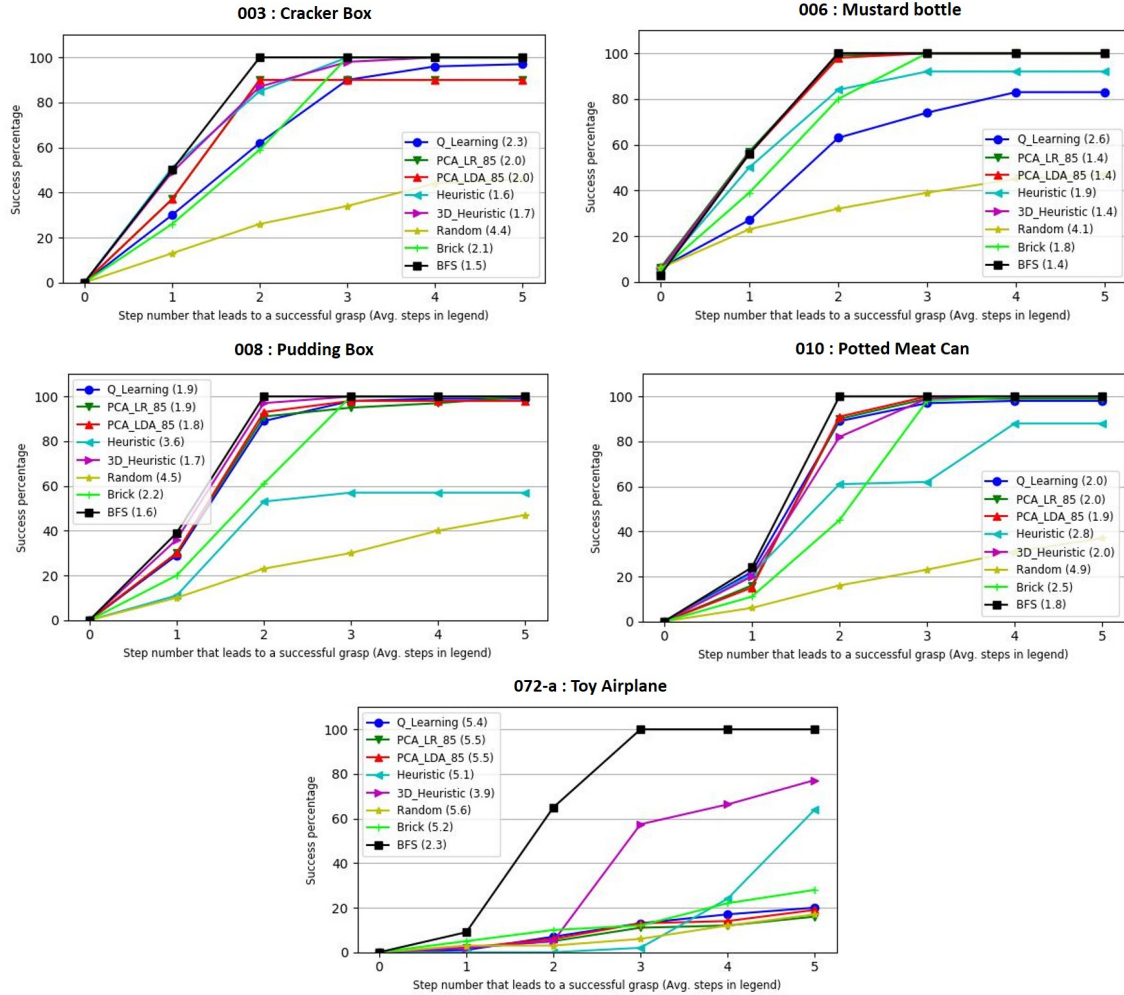 003 : Cracker Box
100
80
60
40
20
0
Success percentage
Q_Learning (2.3)
PCA_LR_85 (2.0)
PCA_LDA_85 (2.0)
Heuristic (1.6)
3D_Heuristic (1.7)
Random (4.4)
Brick (2.1)
BFS (1.5)
0 1 2 3 4 5
Step number that leads to a successful grasp (Avg. steps in legend)
006 : Mustard bottle
100
80
60
40
20
0
Success percentage
Q_Learning (2.6)
PCA_LR_85 (1.4)
PCA_LDA_85 (1.4)
Heuristic (1.9)
3D_Heuristic (1.4)
Random (4.1)
Brick (1.8)
BFS (1.4)
0 1 2 3 4 5
Step number that leads to a successful grasp (Avg. steps in legend)
008 : Pudding Box
100
80
60
40
20
0
Success percentage
Q_Learning (1.9)
PCA_LR_85 (1.9)
PCA_LDA_85 (1.8)
Heuristic (3.6)
3D_Heuristic (1.7)
Random (4.5)
Brick (2.2)
BFS (1.6)
0 1 2 3 4 5
Step number that leads to a successful grasp (Avg. steps in legend)
010 : Potted Meat Can
100
80
60
40
20
0
Success percentage
Q_Learning (2.0)
PCA_LR_85 (2.0)
PCA_LDA_85 (1.9)
Heuristic (2.8)
3D_Heuristic (2.0)
Random (4.9)
Brick (2.5)
BFS (1.8)
0 1 2 3 4 5
Step number that leads to a successful grasp (Avg. steps in legend)
072-a : Toy Airplane
100
80
60
40
20
0
Success percentage
Q_Learning (5.4)
PCA_LR_85 (5.5)
PCA_LDA_85 (5.5)
Heuristic (5.1)
3D_Heuristic (3.9)
Random (5.6)
Brick (5.2)
BFS (2.3)
0 1 2 3 4 5
Step number that leads to a successful grasp (Avg. steps in legend)